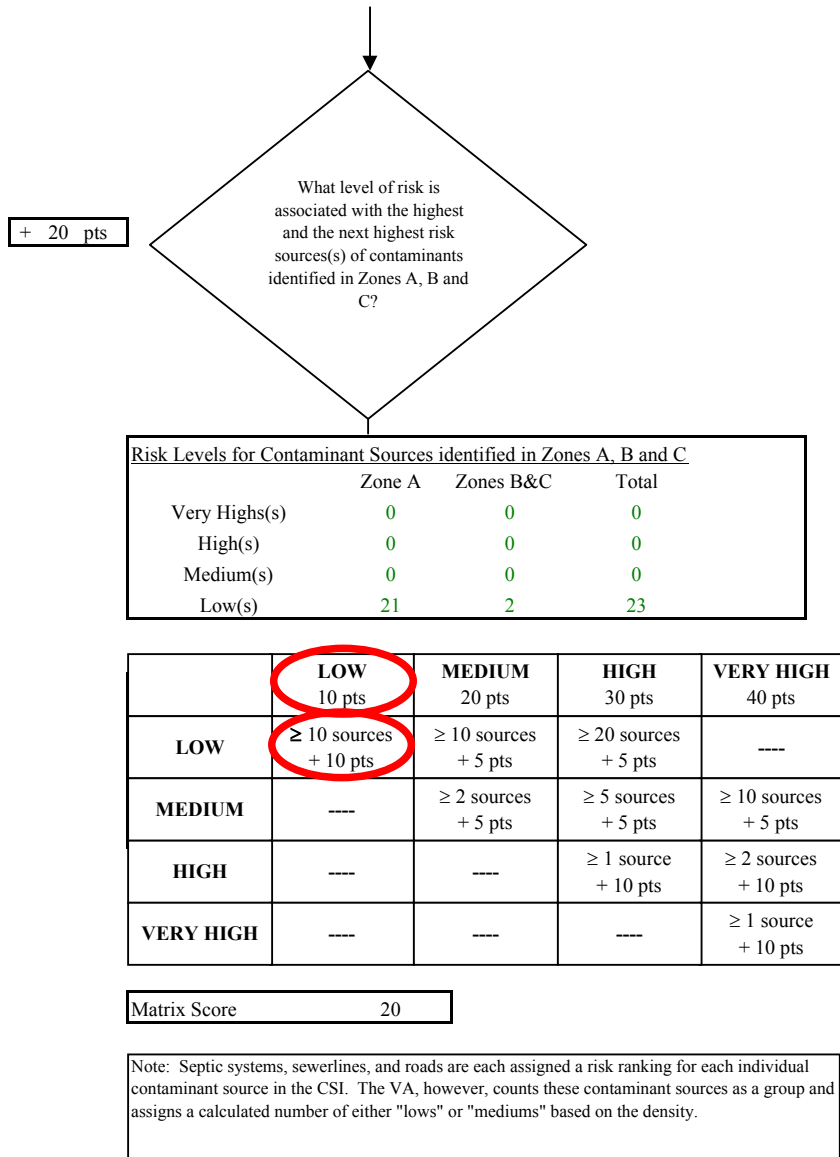 What level of risk is
associated with the highest
and the next highest risk
sources(s) of contaminants
identified in Zones A, B and
C?
+ 20 pts
Risk Levels for Contaminant Sources identified in Zones A, B and C
Zone A Zones B&C Total
Very Highs(s) 0 0 0
High(s) 0 0 0
Medium(s) 0 0 0
Low(s) 21 2 23
LOW MEDIUM HIGH VERY HIGH
10 pts 20 pts 30 pts 40 pts
LOW ≥ 10 sources ≥ 10 sources ≥ 20 sources ----
+ 10 pts + 5 pts + 5 pts
MEDIUM ---- ≥ 2 sources ≥ 5 sources ≥ 10 sources
+ 5 pts + 5 pts + 5 pts
HIGH ---- ---- ≥ 1 source ≥ 2 sources
+ 10 pts + 10 pts
VERY HIGH ---- ---- ---- ≥ 1 source
+ 10 pts
Matrix Score 20
Note: Septic systems, sewerlines, and roads are each assigned a risk ranking for each individual
contaminant source in the CSI. The VA, however, counts these contaminant sources as a group and
assigns a calculated number of either "lows" or "mediums" based on the density.